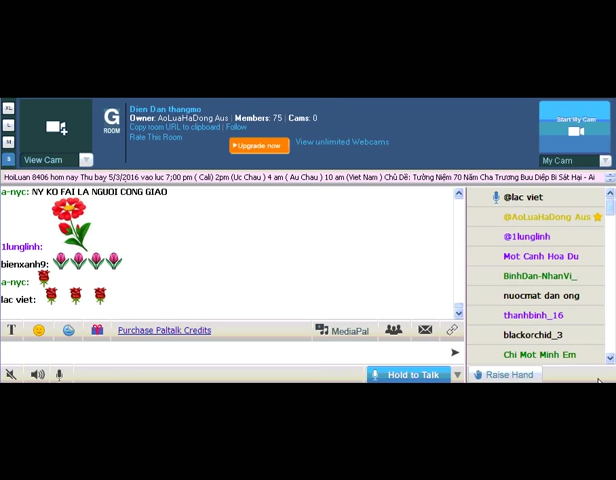 XL
L
M
S
View Cam
G
ROOM
Dien Dan thangmo
Owner: AoLuaHaDong Aus | Members: 75 | Cams: 0
Copy room URL to clipboard | Follow
Rate This Room
Upgrade now
View unlimited Webcams
Start My Cam
My Cam
HoiLuan 8406 hom nay Thu bay 5/3/2016 vao luc 7;00 pm ( Cali) 2pm (Uc Chau ) 4 am ( Au Chau ) 10 am (Viet Nam ) Chủ Đề: Tưởng Niệm 70 Năm Cha Trương Bưu Diệp Bi Sát Hại - Ai
a-nyc: NY KO FAI LA NGUOI CONG GIAO
1lunglinh:
bienxanh9:
a-nyc:
lac viet:
T
Purchase Paltalk Credits
MediaPal
Hold to Talk
@lac viet
@AoLuaHaDong Aus
@1lunglinh
Mot Canh Hoa Du
BinhDan-NhanVi_
nuocmat dan ong
thanhbinh_16
blackorchid_3
Chi Mot Minh Em
Raise Hand